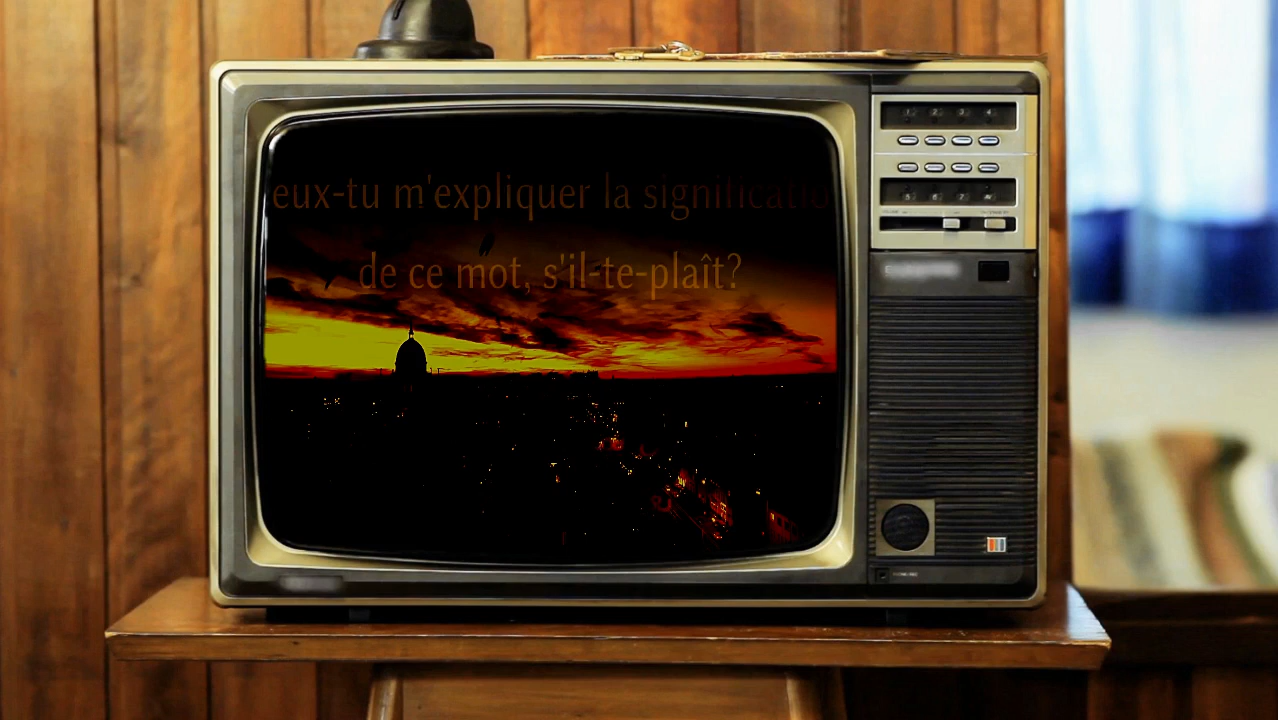 eux-tu m'expliquer la significatio
de ce mot, s'il-te-plaît?